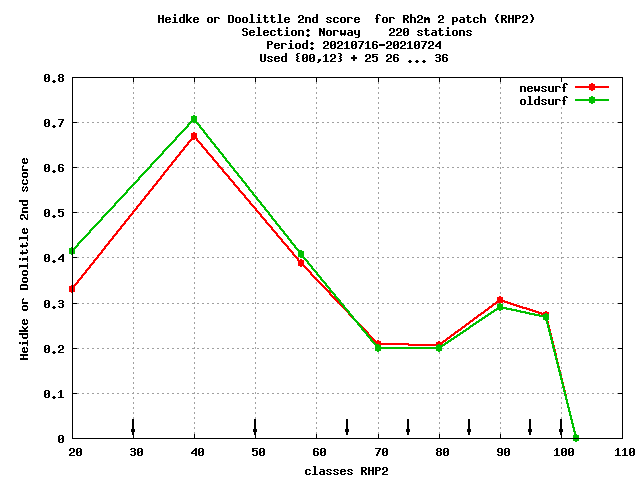 Heidke or Doolittle 2nd score  for Rh2m 2 patch (RHP2)
Selection: Norway    220 stations
Period: 20210716-20210724
Used {00,12} + 25 26 ... 36
newsurf
oldsurf
Heidke or Doolittle 2nd score
0.8
0.7
0.6
0.5
0.4
0.3
0.2
0.1
0
20 30 40 50 60 70 80 90 100 110
classes RHP2